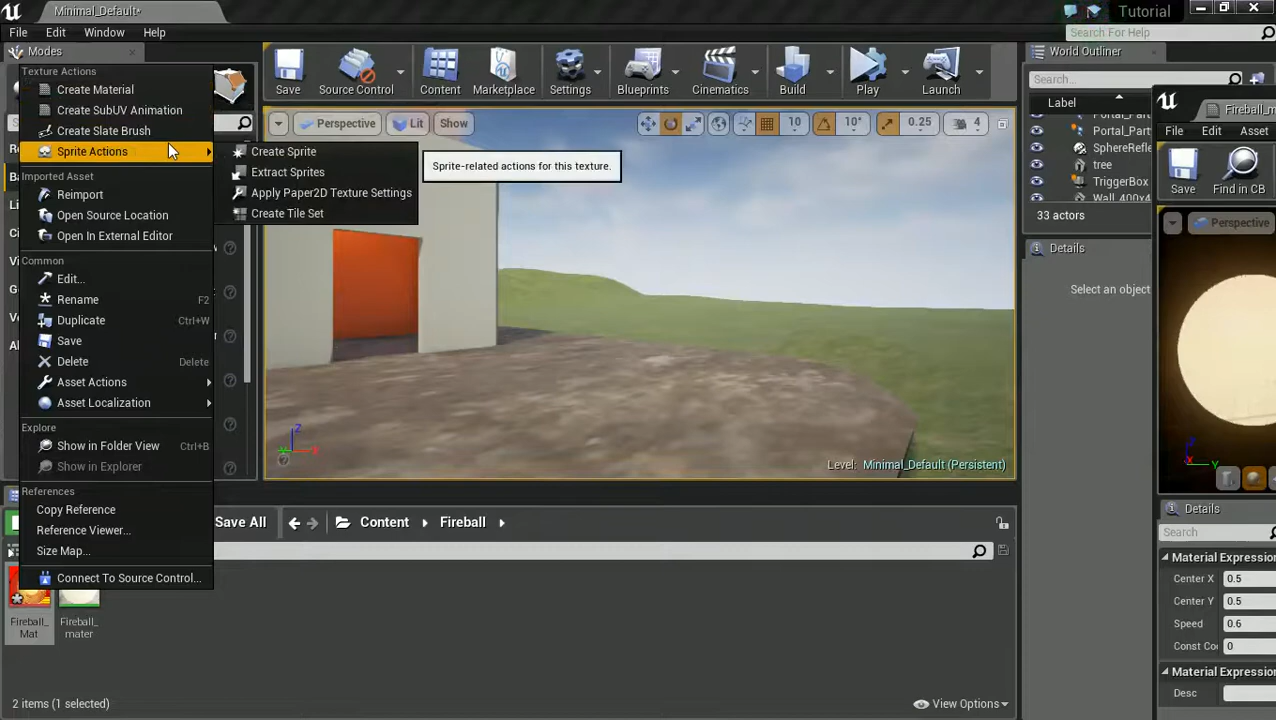 Minimal_Default•
Tutorial
File
Edit
Window
Help
Search For Help
Modes
Texture Actions
Create Material
Create SubUV Animation
Create Slate Brush
Sprite Actions
Imported Asset
Reimport
Open Source Location
Open In External Editor
Common
Edit...
Rename F2
Duplicate Ctrl+W
Save
Delete Delete
Asset Actions
Asset Localization
Explore
Show in Folder View Ctrl+B
Show in Explorer
References
Copy Reference
Reference Viewer...
Size Map...
Connect To Source Control...
Create Sprite
Extract Sprites
Apply Paper2D Texture Settings
Create Tile Set
Sprite-related actions for this texture.
Save
Source Control
Content
Marketplace
Settings
Blueprints
Cinematics
Build
Play
Launch
Perspective
Lit
Show
10
10°
0.25
4
Level: Minimal_Default (Persistent)
World Outliner
Search...
Label
Portal_Part
Portal_Parti
SphereRefle
tree
TriggerBox
Wall_400x4
33 actors
Details
Select an object
Fireball_m
File
Edit
Asset
Save
Find in CB
Perspective
Details
Search
Material Expression
Center X 0.5
Center Y 0.5
Speed 0.6
Const Coo 0
Material Expression
Desc
Save All
Content
Fireball
Fireball_
Mat
Fireball_
mater
2 items (1 selected)
View Options